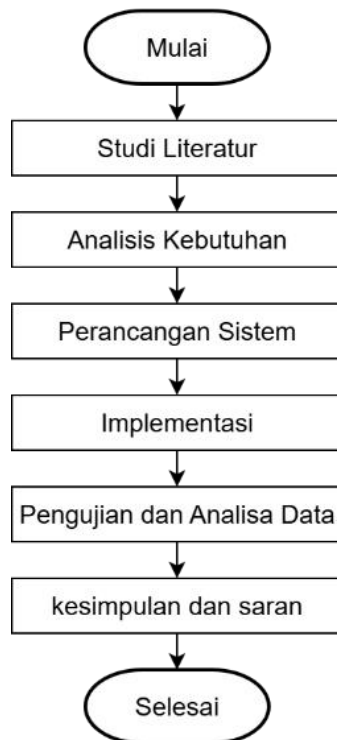 Mulai
Studi Literatur
Analisis Kebutuhan
Perancangan Sistem
Implementasi
Pengujian dan Analisa Data
kesimpulan dan saran
Selesai